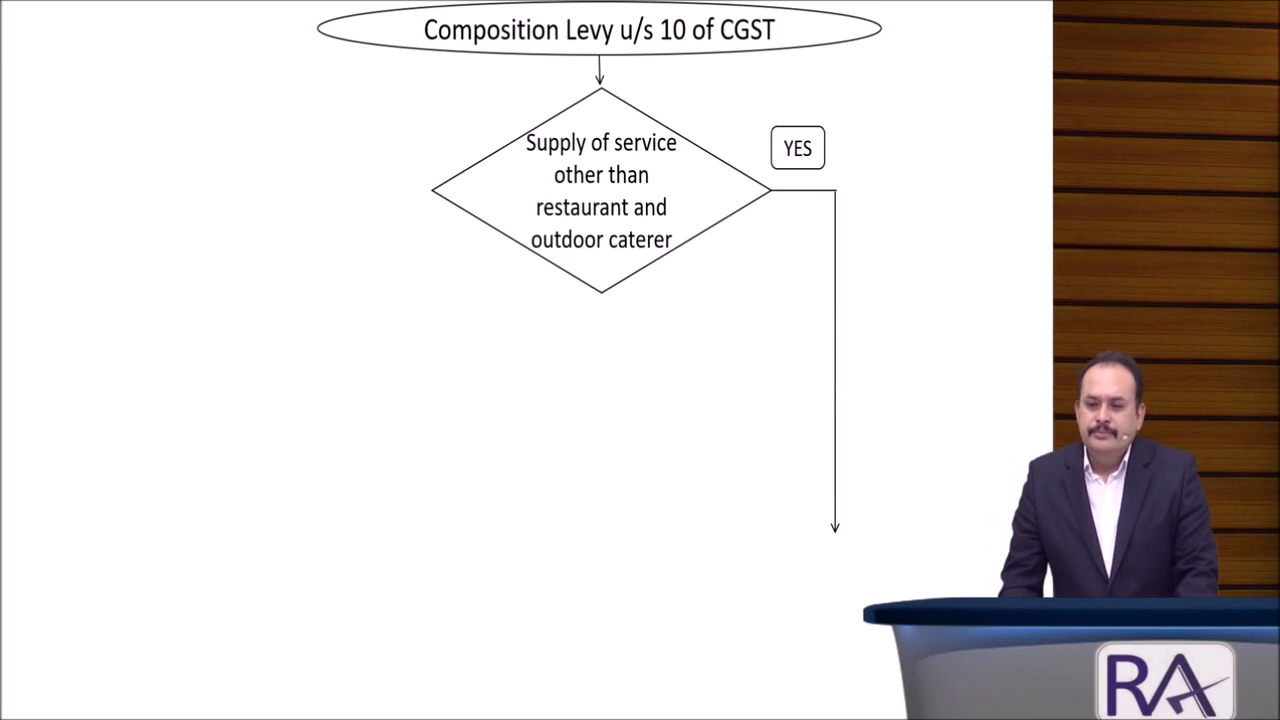 Composition Levy u/s 10 of CGST
Supply of service
other than
restaurant and
outdoor caterer
YES
RA